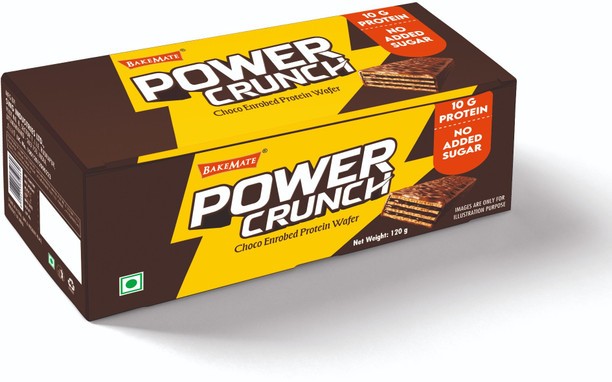 BAKEMATE®
POWER
CRUNCH
Choco Enrobed Protein Wafer
10 G
PROTEIN
NO
ADDED
SUGAR
BAKEMATE®
POWER
CRUNCH
Choco Enrobed Protein Wafer
Net Weight: 120 g
10 G
PROTEIN
NO
ADDED
SUGAR
IMAGES ARE ONLY FOR
ILLUSTRATION PURPOSE